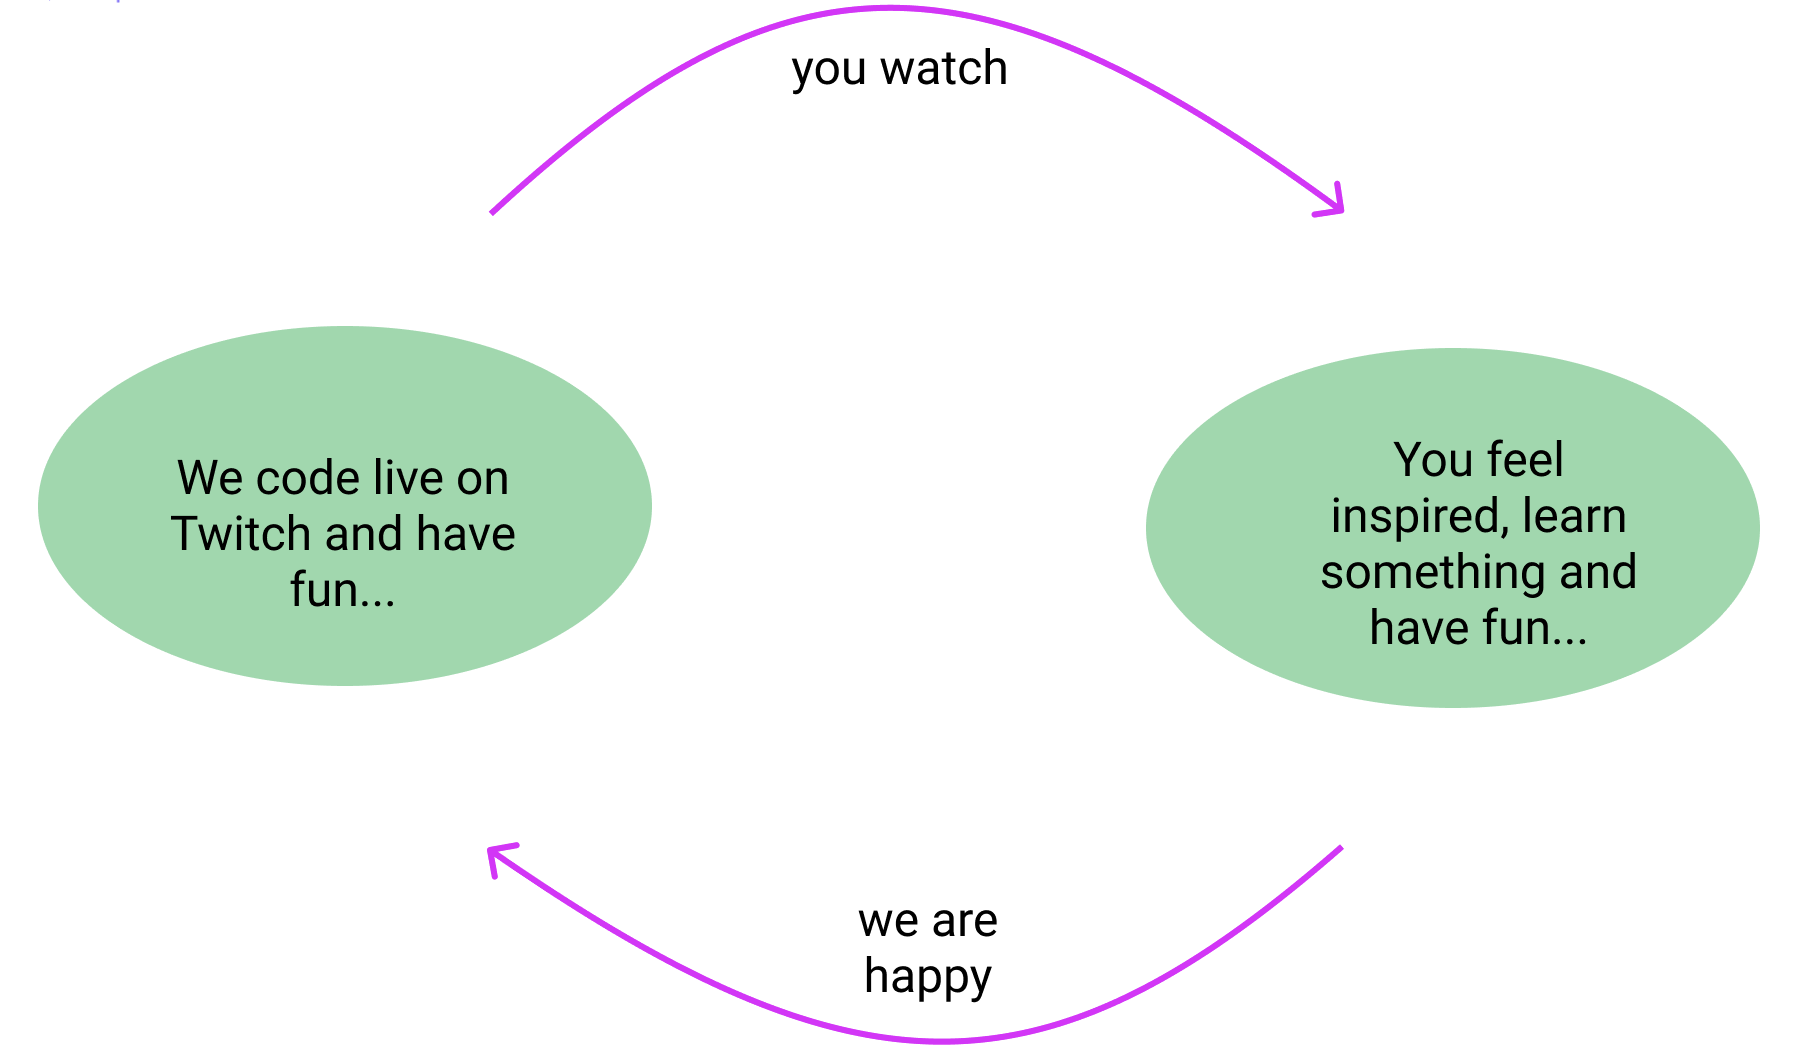 you watch
We code live on
Twitch and have
fun...
You feel
inspired, learn
something and
have fun...
we are
happy